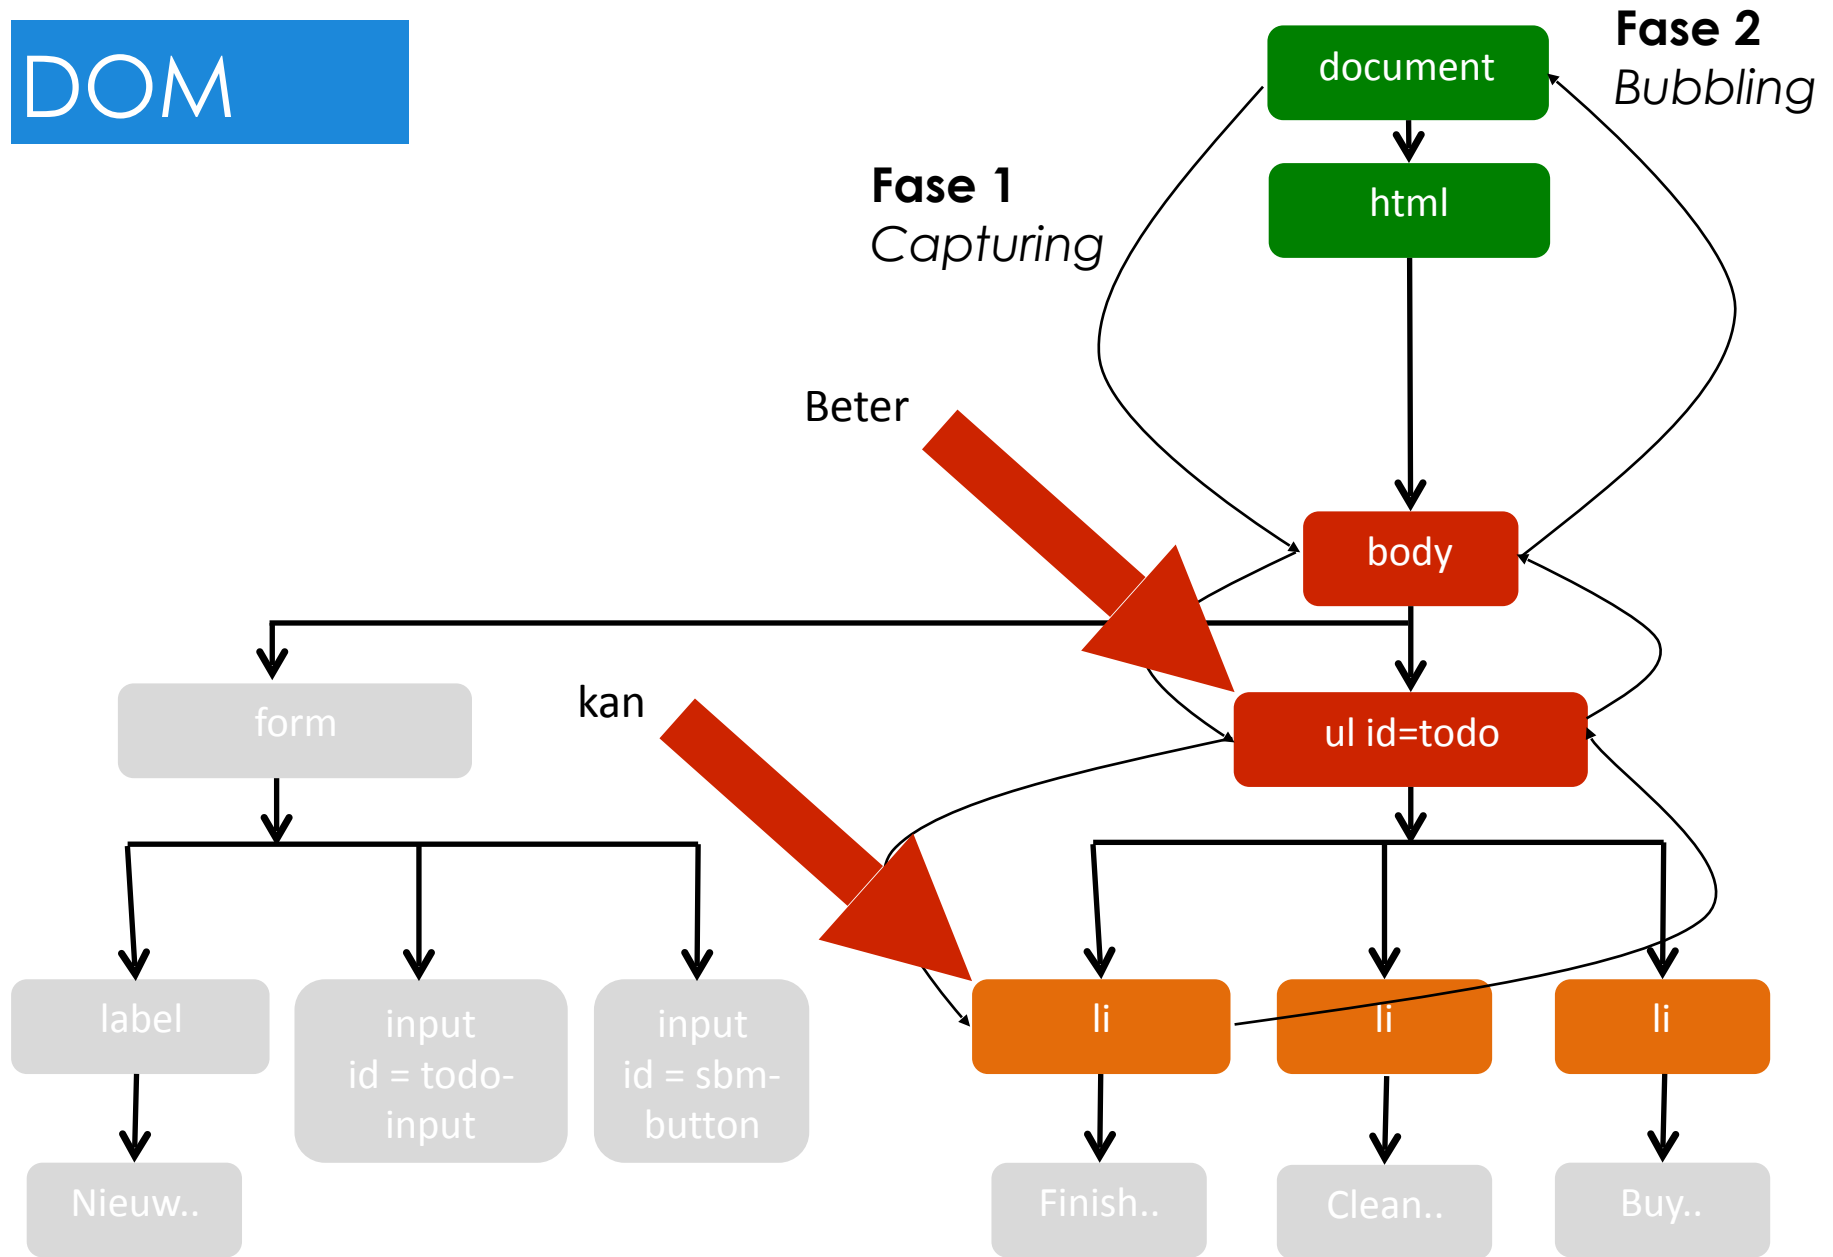 DOM
document
Fase 2
Bubbling
Fase 1
Capturing
html
Beter
body
kan
form
ul id=todo
label
input
id = todo-
input
input
id = sbm-
button
li
li
li
Nieuw..
Finish..
Clean..
Buy..